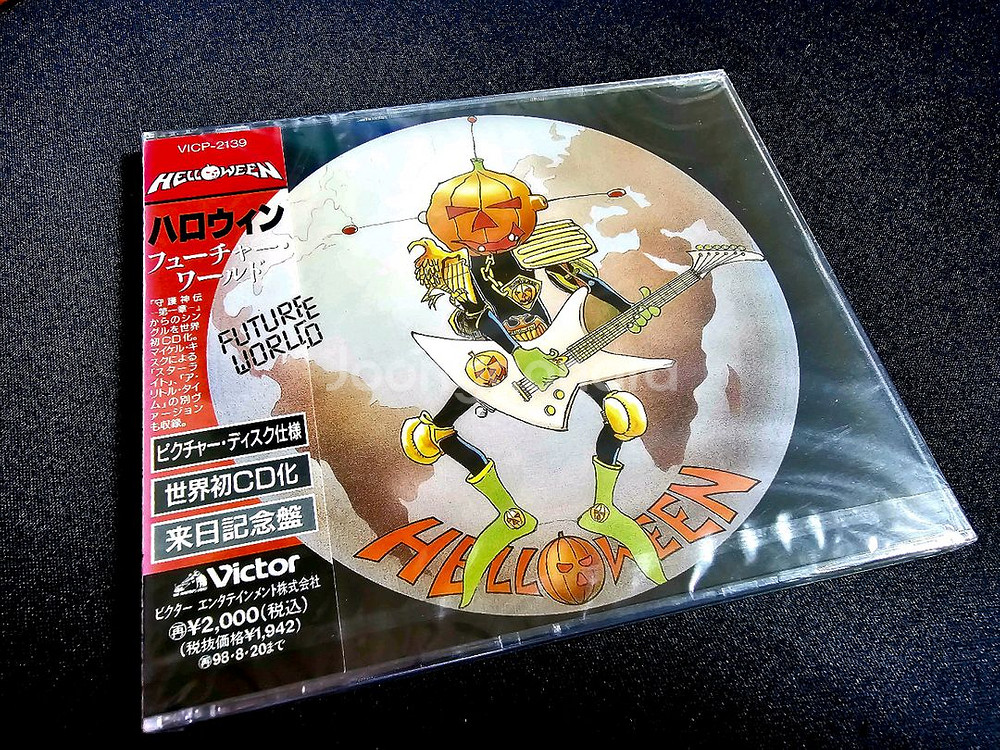 VICP-2139
HELLOWEEN
ハロウィン
フューチャー・
ワールド
「守護神伝
-第一章-」
からのシン
グルを世界
初CD化。
マイケル・キ
スクによる
「スターラ
イト」、「ア・
リトル・タイ
ム」の別ヴ
ァージョン
も収録。
ピクチャー・ディスク仕様
世界初CD化
来日記念盤
Victor
ビクター エンタテインメント株式会社
再¥2,000(税込)
(税抜価格¥1,942)
再98・8・20まで
FUTURE
WORLD
HELLOWEEN